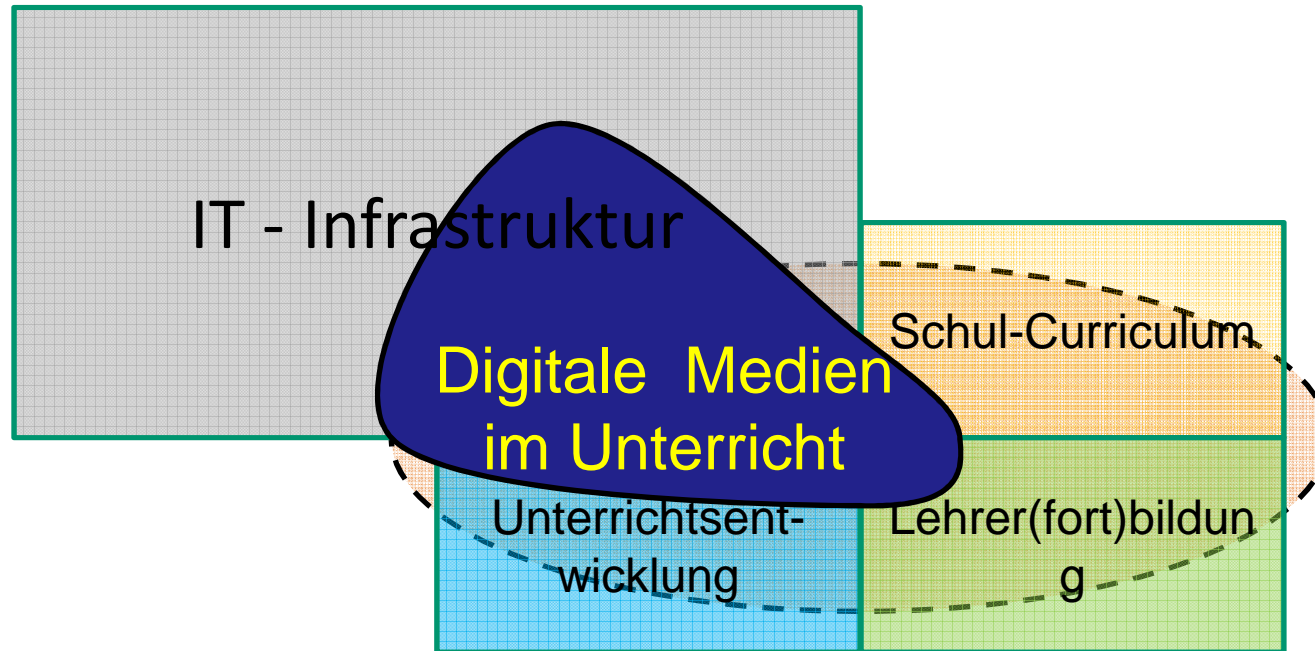 IT - Infrastruktur
Schul-Curriculum
Digitale Medien
im Unterricht
Unterrichtsent-
wicklung
Lehrer(fort)bildun
g